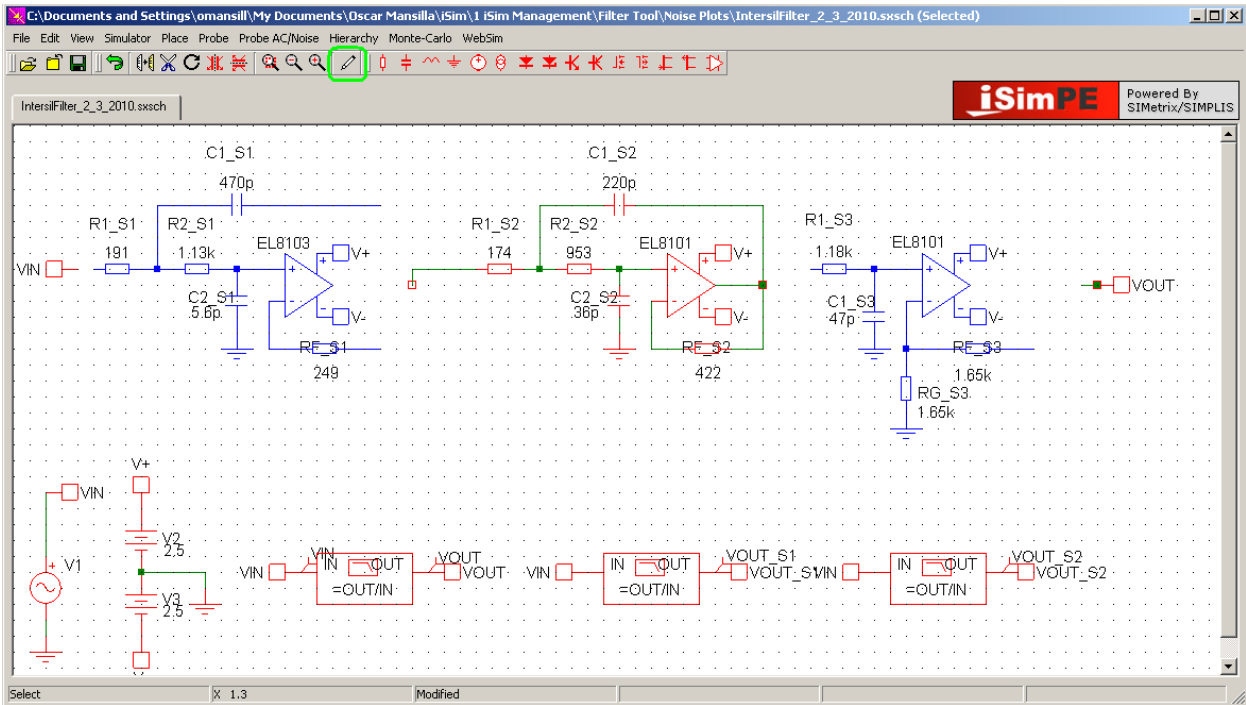 C:\Documents and Settings\omansill\My Documents\Oscar Mansilla\iSim\1 iSim Management\Filter Tool\Noise Plots\IntersilFilter_2_3_2010.sxsch (Selected)
File Edit View Simulator Place Probe Probe AC/Noise Hierarchy Monte-Carlo WebSim
iSimPE Powered By
SIMetrix/SIMPLIS
IntersilFilter_2_3_2010.sxsch
C1_S1 C1_S2
470p 220p
R1_S1 R2_S1 R1_S2 R2_S2 R1_S3
191 1.13k EL8103 V+ 174 953 EL8101 V+ 1.18k EL8101 V+
VIN VOUT
C2_S1 C2_S2 C1_S3
5.6p V- 36p V- 47p V-
RF_S1 RF_S2 RF_S3
249 422 1.65k
RG_S3
1.65k
V+
VIN
V2
2.5
V1
V3
2.5
VIN VIN IN OUT VOUT VOUT
=OUT/IN
VIN IN OUT VOUT_S1 VOUT_S1
=OUT/IN
VIN IN OUT VOUT_S2 VOUT_S2
=OUT/IN
Select X 1.3 Modified